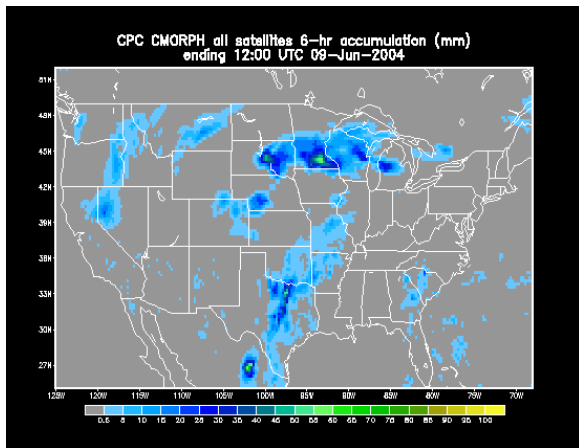 CPC CMORPH all satellites 6-hr accumulation (mm)
ending 12:00 UTC 09-Jun-2004
51N
48N
45N
42N
39N
36N
33N
30N
27N
125W 120W 115W 110W 105W 100W 95W 90W 85W 80W 75W 70W
0.5 5 10 15 20 25 30 35 40 45 50 55 60 65 70 75 80 85 90 95 100